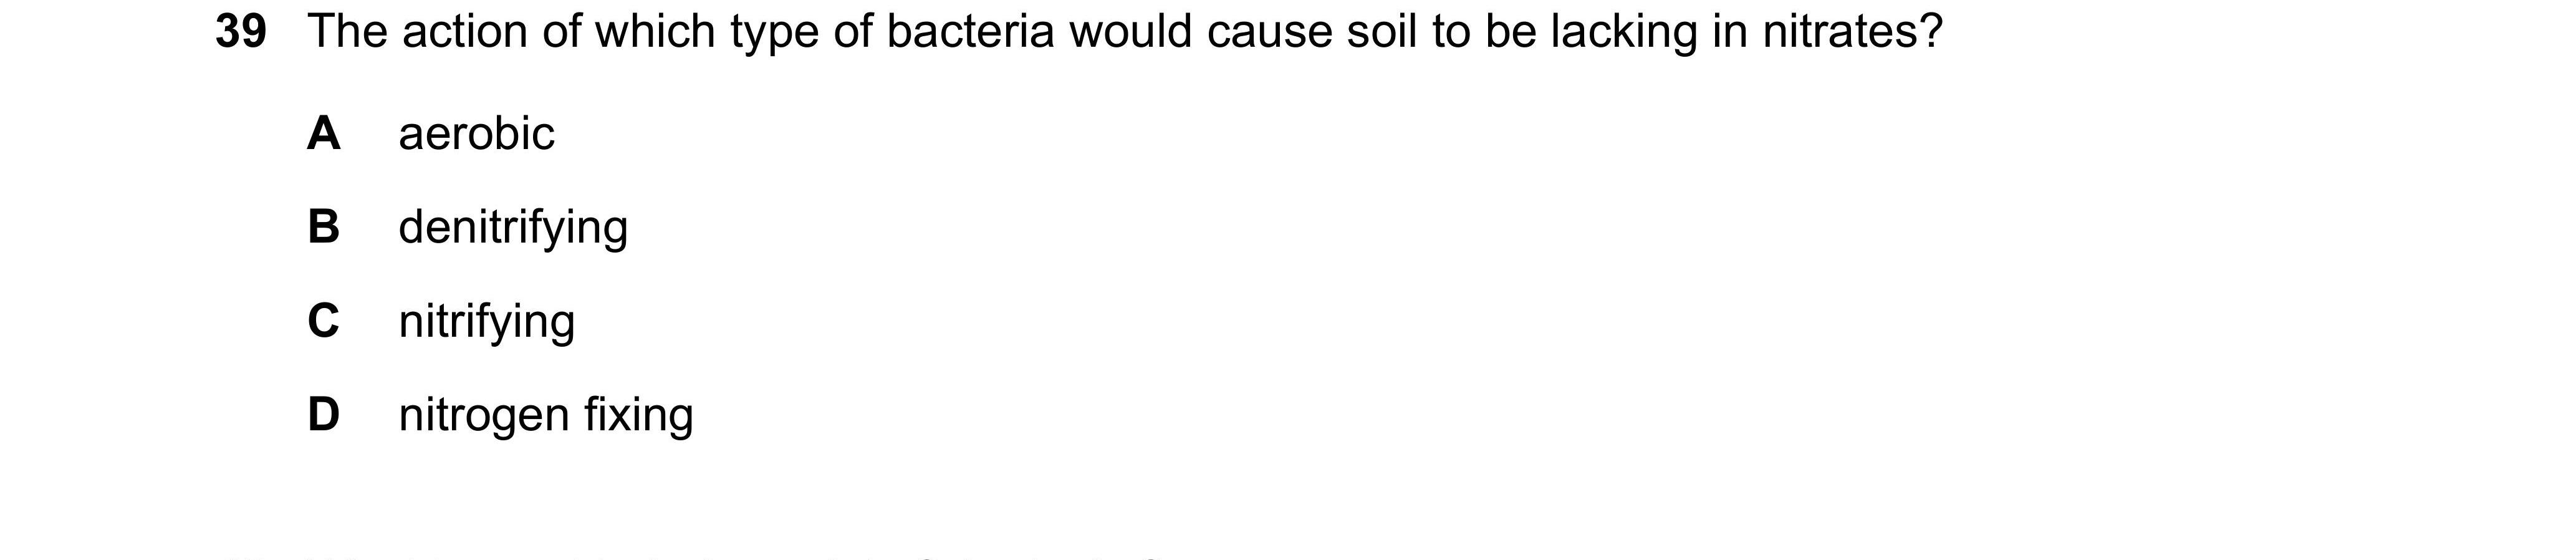 39 The action of which type of bacteria would cause soil to be lacking in nitrates?
A aerobic
B denitrifying
C nitrifying
D nitrogen fixing